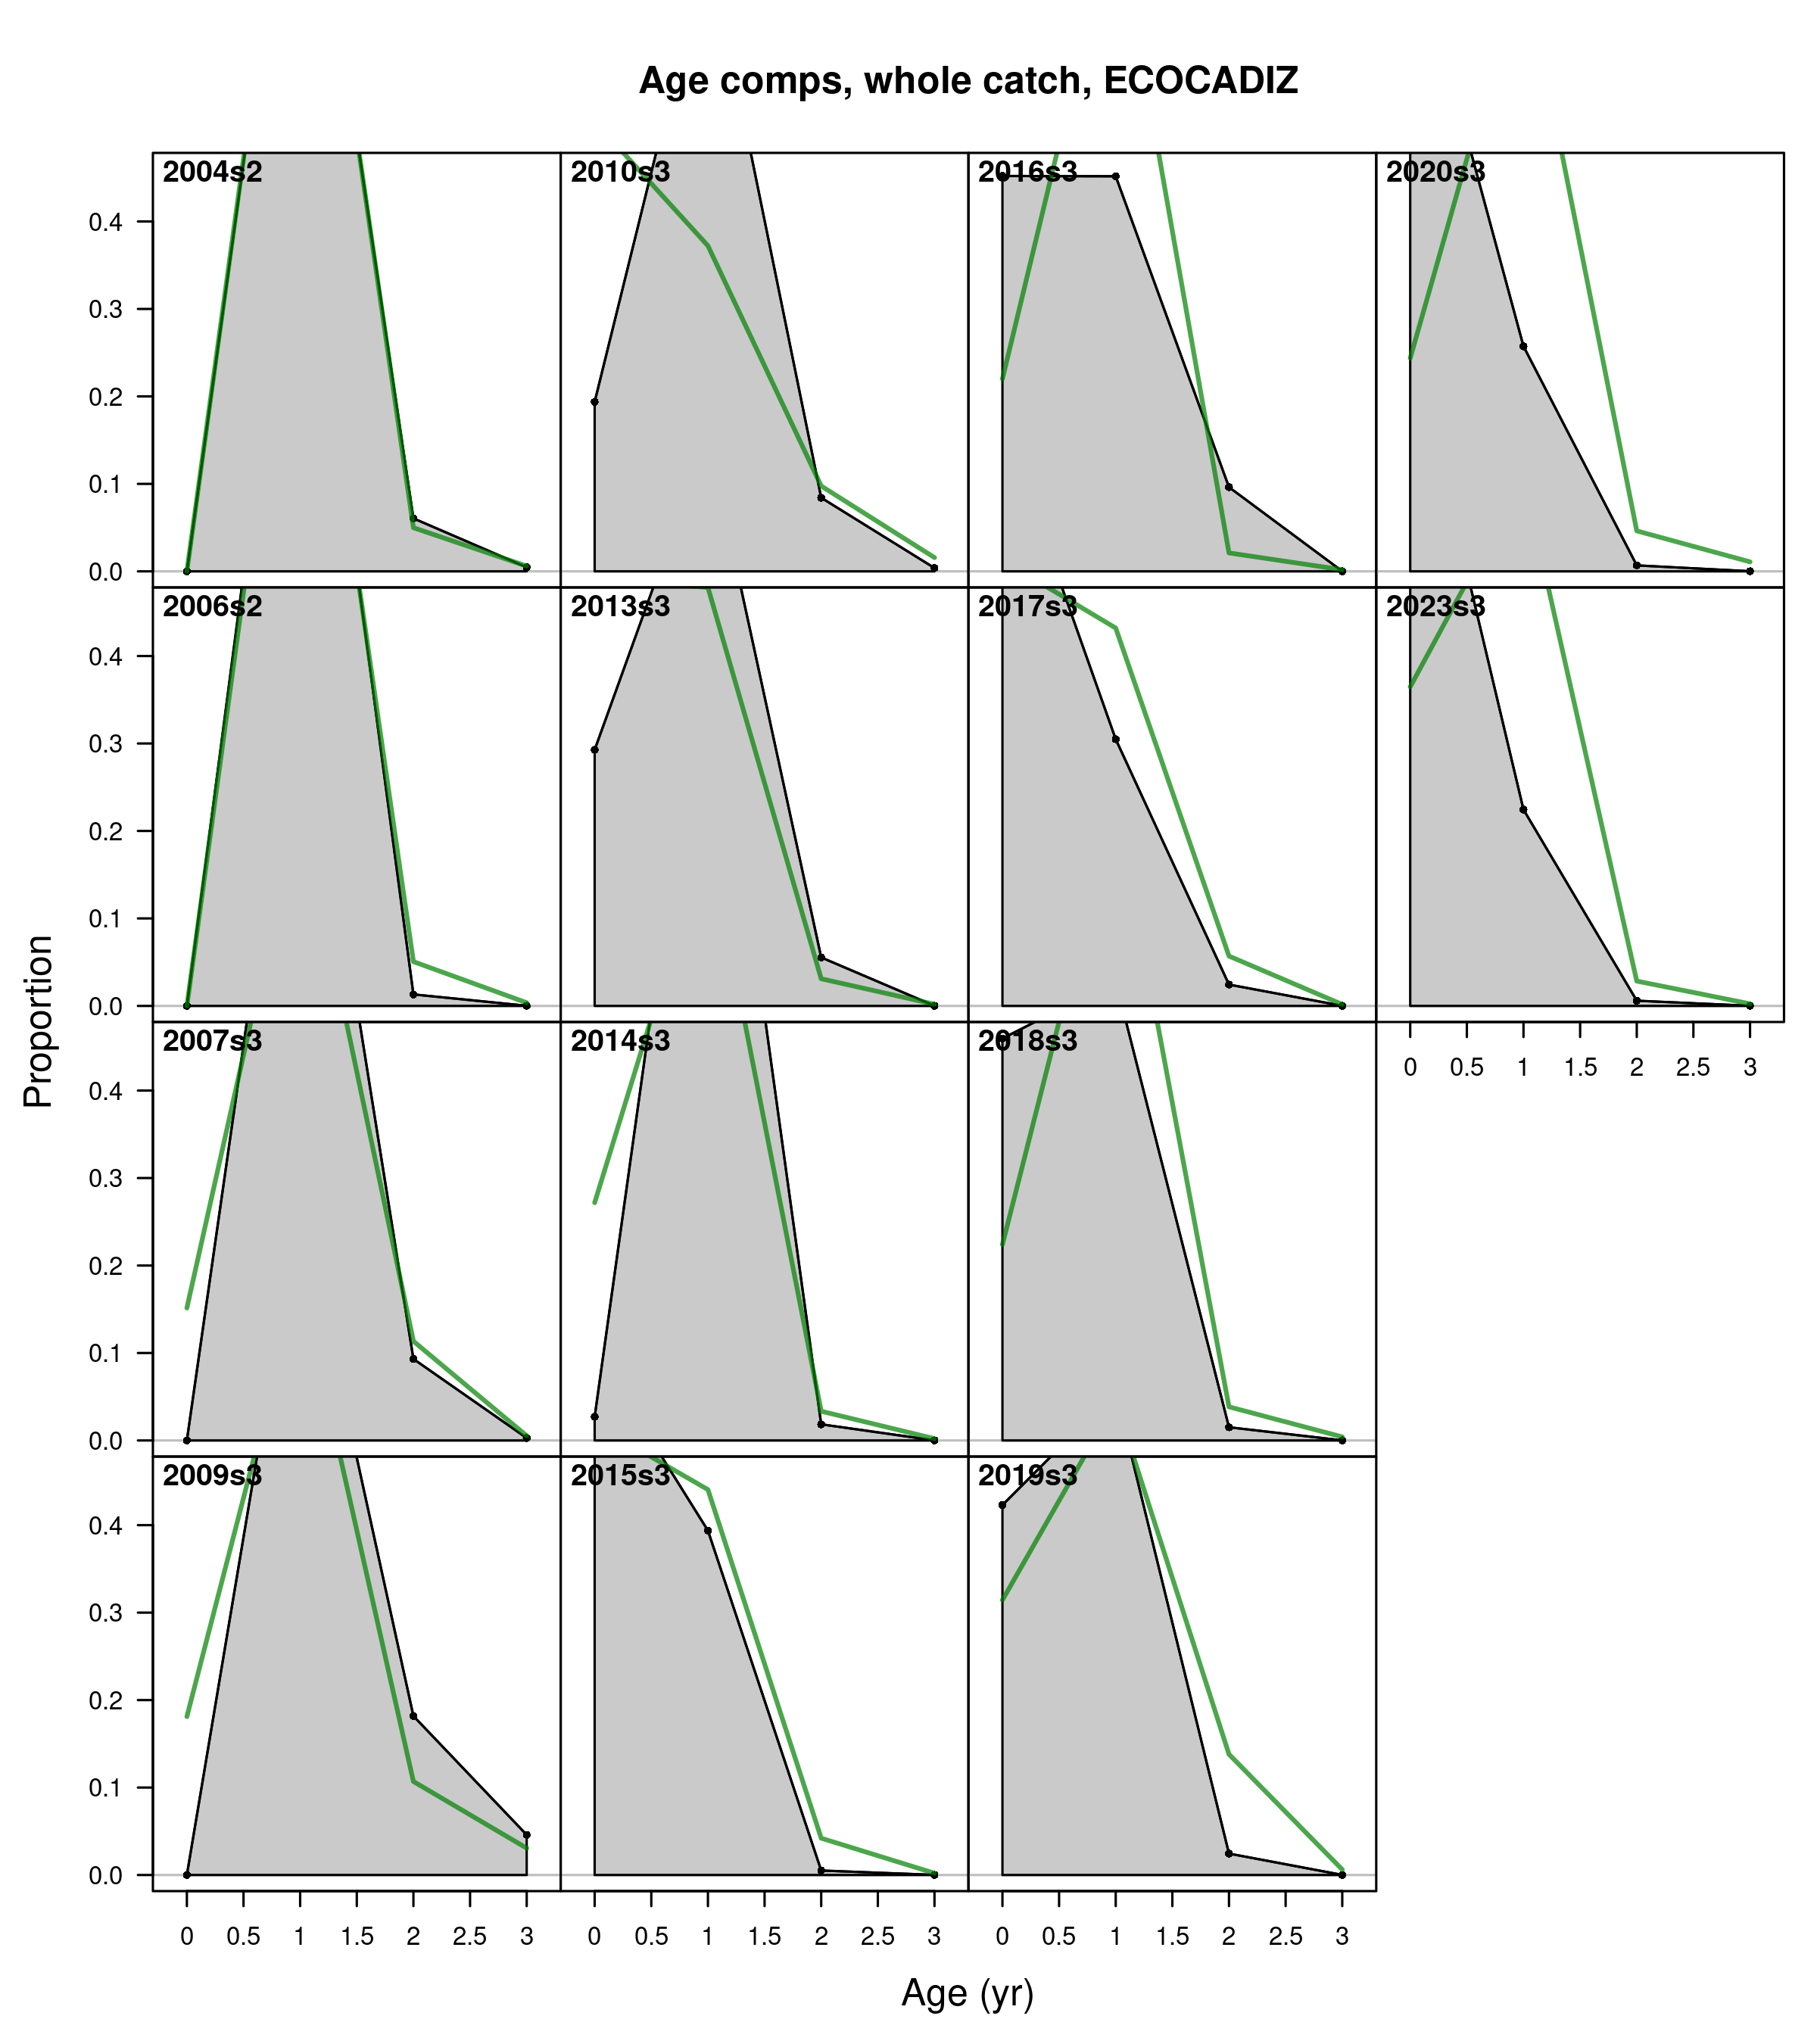 Age comps, whole catch, ECOCADIZ
2004s2 2010s3 2016s3 2020s3
0.4
0.3
0.2
0.1
0.0
2006s2 2013s3 2017s3 2023s3
0.4
0.3
0.2
0.1
0.0
0 0.5 1 1.5 2 2.5 3
2007s3 2014s3 2018s3
0.4
0.3
0.2
0.1
0.0
2009s3 2015s3 2019s3
0.4
0.3
0.2
0.1
0.0
0 0.5 1 1.5 2 2.5 3 0 0.5 1 1.5 2 2.5 3 0 0.5 1 1.5 2 2.5 3
Proportion
Age (yr)